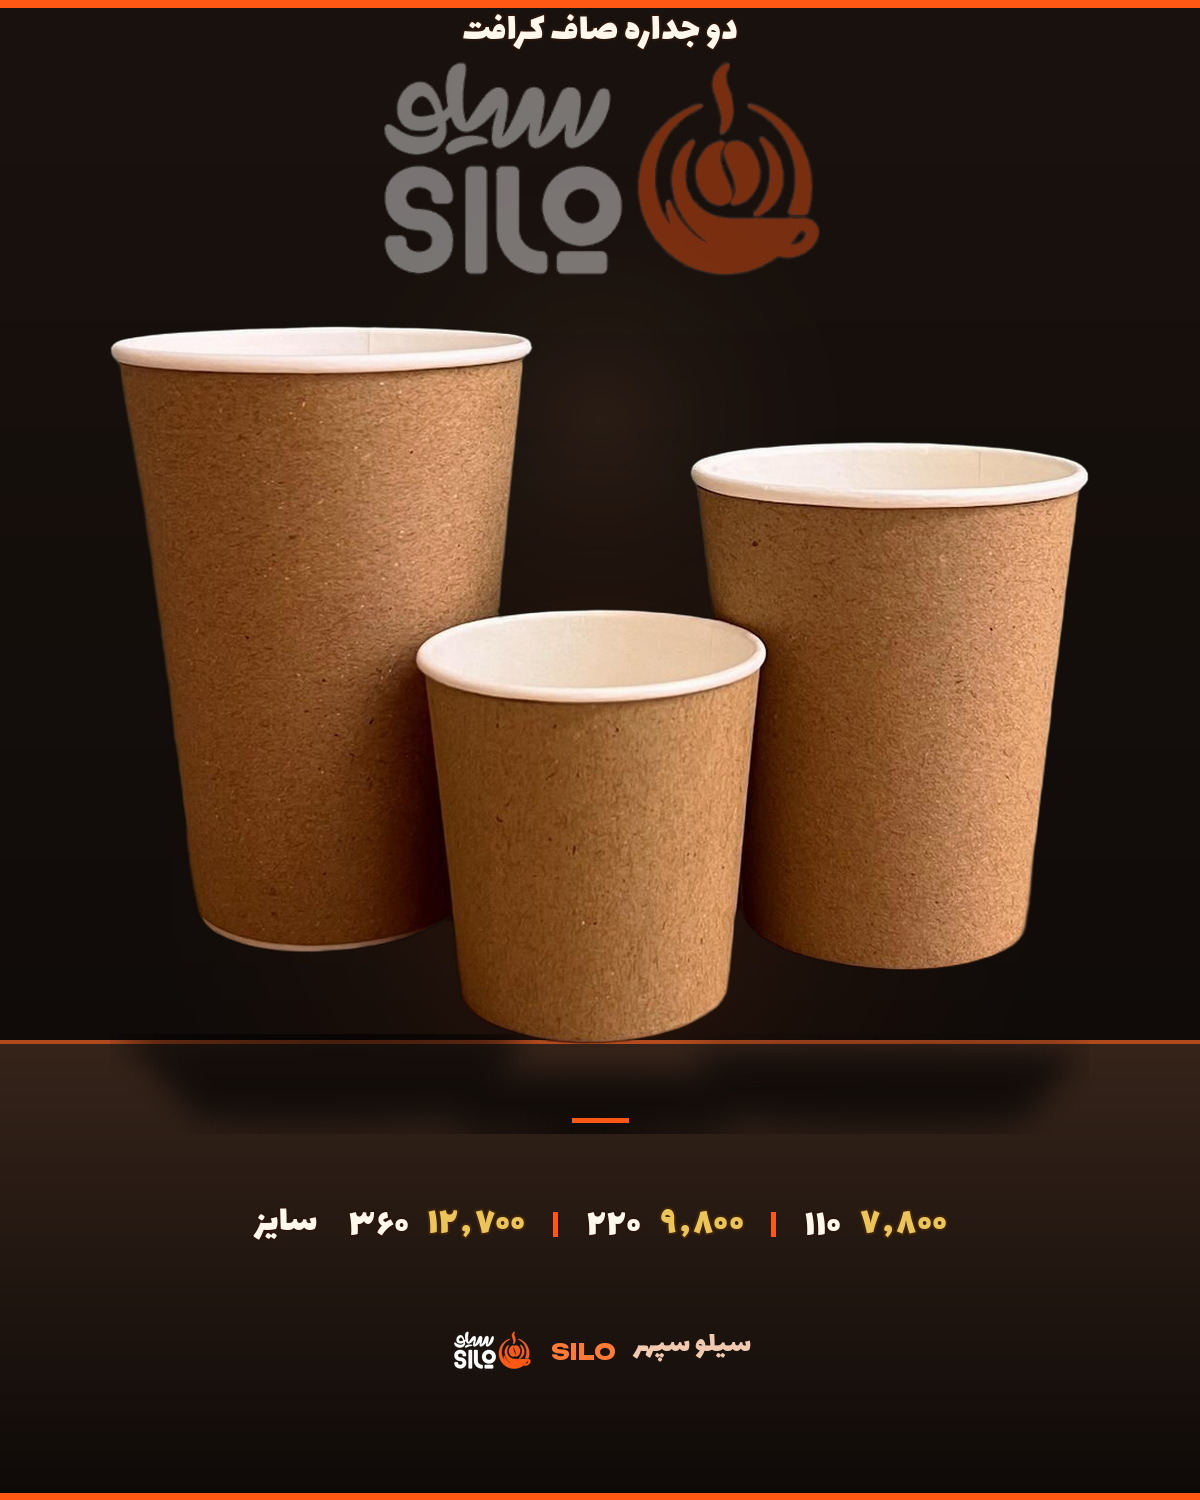 دو جداره صاف کرافت
سیلو
SILO
سایز ۳۶۰ ۱۲,۷۰۰ | ۲۲۰ ۹,۸۰۰ | ۱۱۰ ۷,۸۰۰
سیلو سپهر SILO سیلو SILO